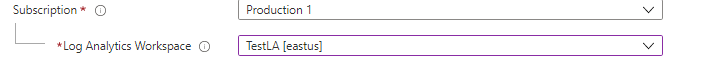 Subscription * Production 1
*Log Analytics Workspace TestLA [eastus]